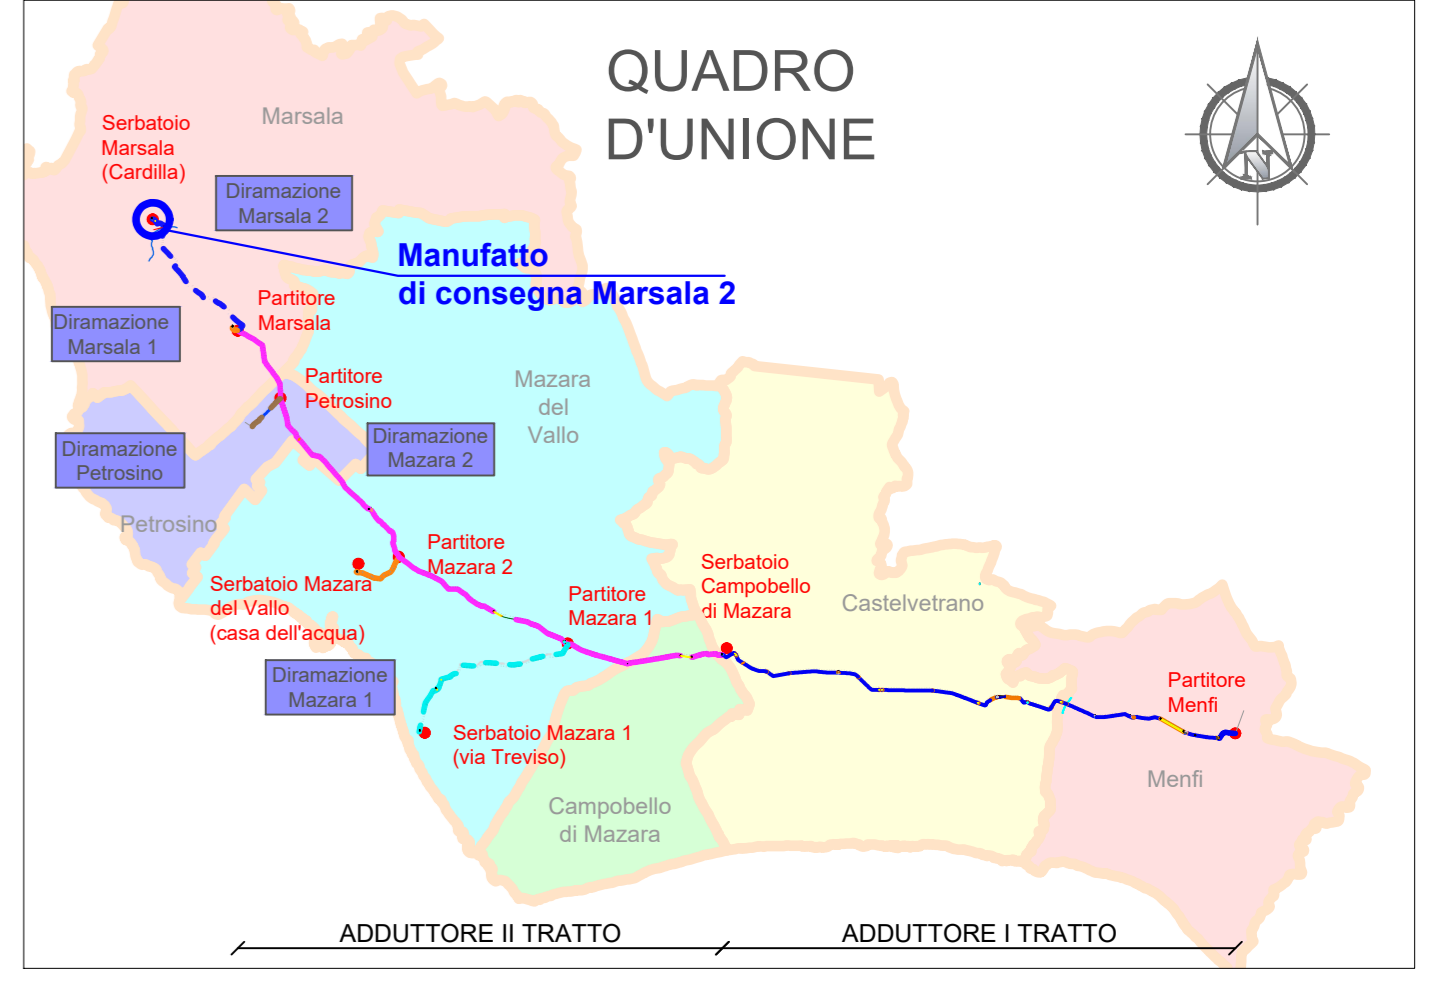 QUADRO
D'UNIONE
N
Marsala
Serbatoio
Marsala
(Cardilla)
Diramazione
Marsala 2
Manufatto
di consegna Marsala 2
Partitore
Marsala
Diramazione
Marsala 1
Partitore
Petrosino
Mazara
del
Vallo
Diramazione
Mazara 2
Diramazione
Petrosino
Petrosino
Partitore
Mazara 2
Serbatoio Mazara
del Vallo
(casa dell'acqua)
Partitore
Mazara 1
Serbatoio
Campobello
di Mazara
Castelvetrano
Diramazione
Mazara 1
Serbatoio Mazara 1
(via Treviso)
Partitore
Menfi
Menfi
Campobello
di Mazara
ADDUTTORE II TRATTO
ADDUTTORE I TRATTO